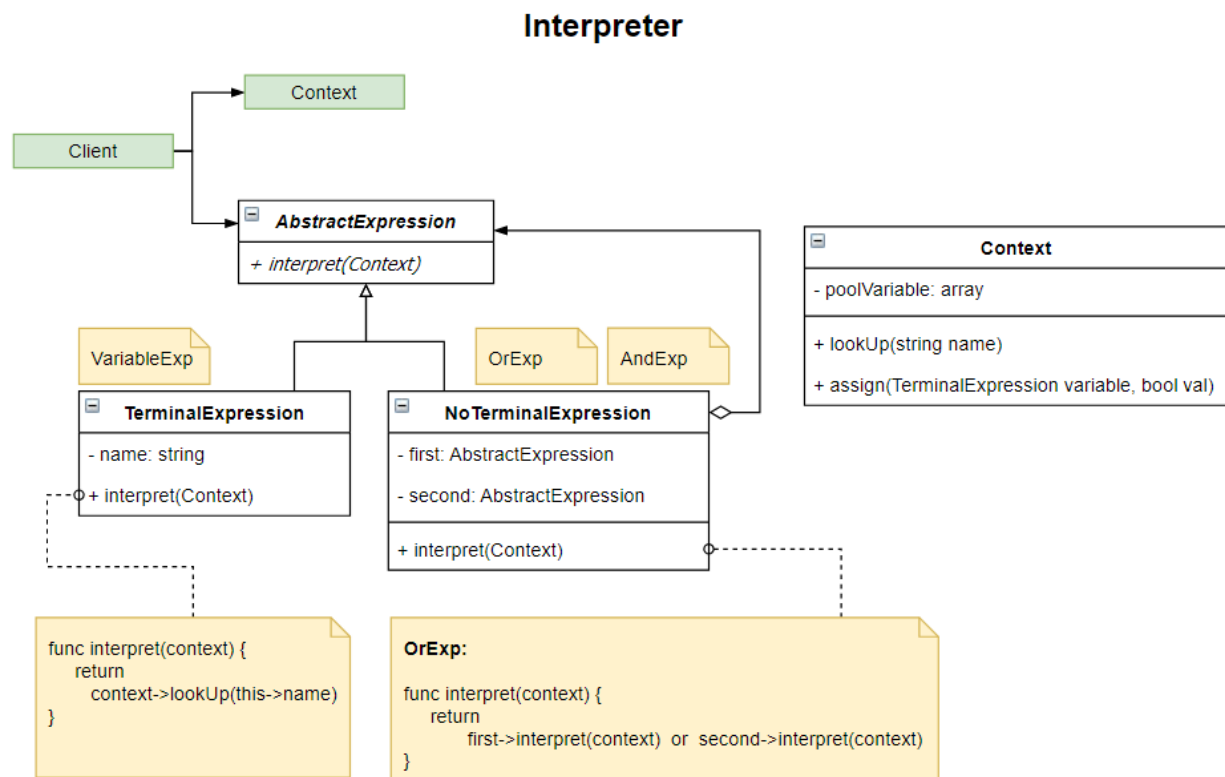 Interpreter
Context
Client
AbstractExpression
+ interpret(Context)
Context
- poolVariable: array
+ lookUp(string name)
+ assign(TerminalExpression variable, bool val)
VariableExp
OrExp
AndExp
TerminalExpression
- name: string
+ interpret(Context)
NoTerminalExpression
- first: AbstractExpression
- second: AbstractExpression
+ interpret(Context)
func interpret(context) {
return
context->lookUp(this->name)
}
OrExp:
func interpret(context) {
return
first->interpret(context) or second->interpret(context)
}